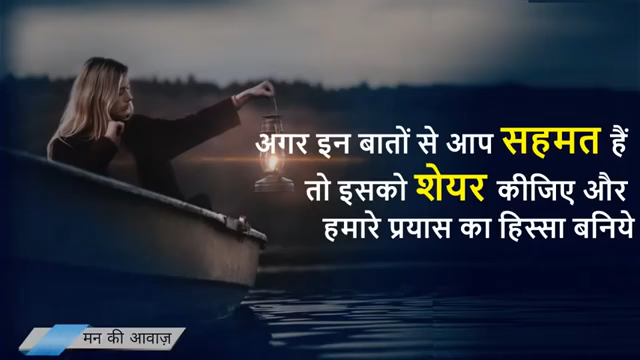 अगर इन बातों से आप सहमत हैं
तो इसको शेयर कीजिए और
हमारे प्रयास का हिस्सा बनिये
मन की आवाज़